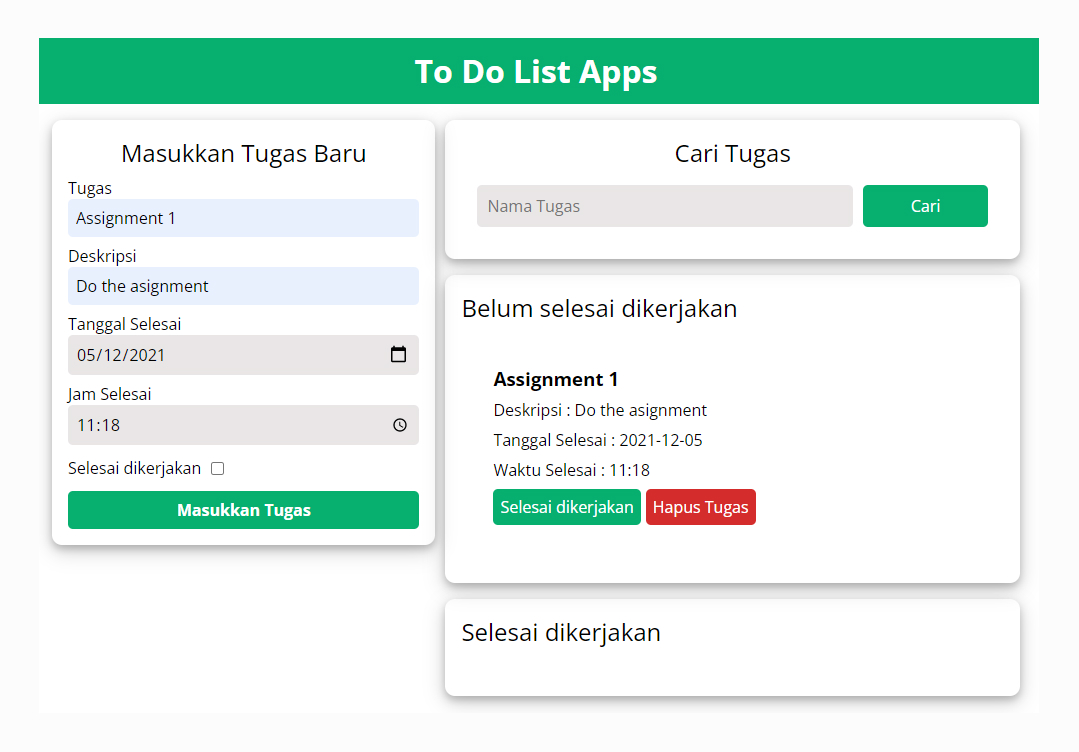 To Do List Apps
Masukkan Tugas Baru
Tugas
Assignment 1
Deskripsi
Do the asignment
Tanggal Selesai
05/12/2021
Jam Selesai
11:18
Selesai dikerjakan
Masukkan Tugas
Cari Tugas
Nama Tugas
Cari
Belum selesai dikerjakan
Assignment 1
Deskripsi : Do the asignment
Tanggal Selesai : 2021-12-05
Waktu Selesai : 11:18
Selesai dikerjakan
Hapus Tugas
Selesai dikerjakan